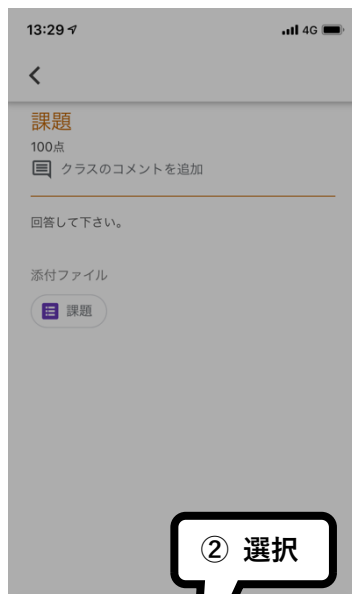 13:29 4G
課題
100点
クラスのコメントを追加
回答して下さい。
添付ファイル
課題
② 選択